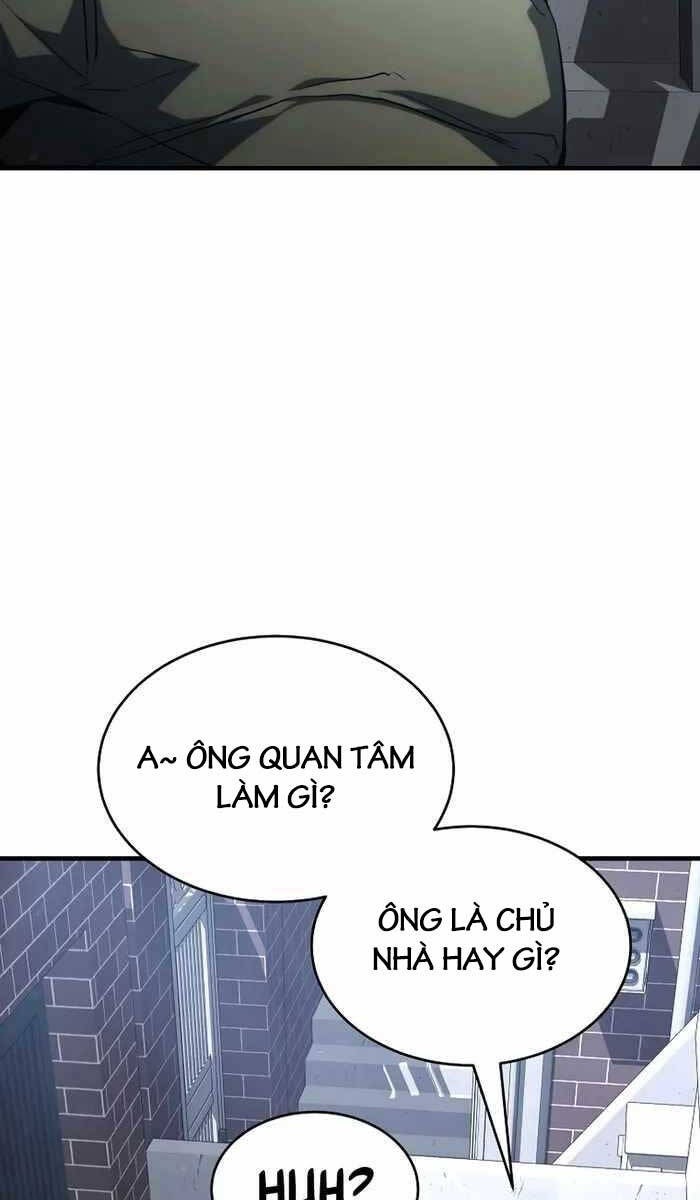 A~ ÔNG QUAN TÂM
LÀM GÌ?
ÔNG LÀ CHỦ
NHÀ HAY GÌ?
HUH?